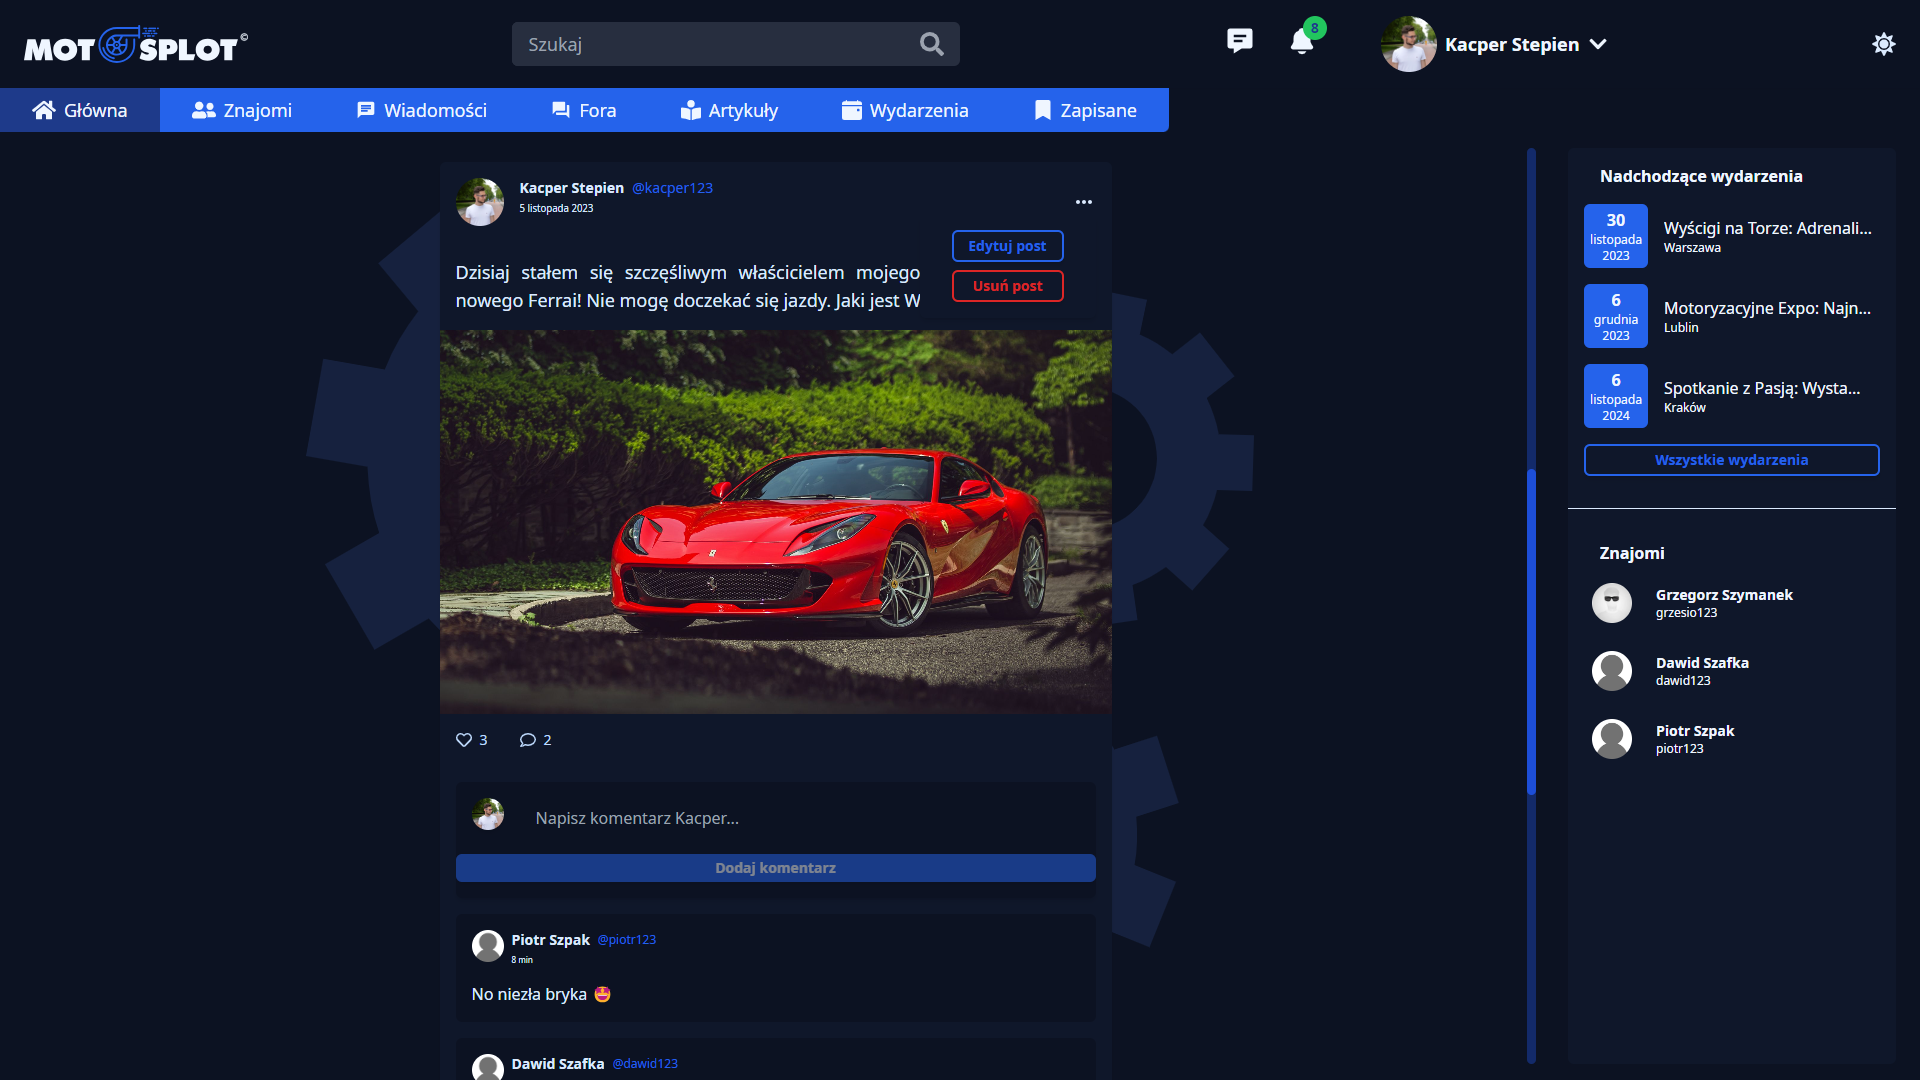 MOT SPLOT ©
Szukaj
8
Kacper Stepien
Główna
Znajomi
Wiadomości
Fora
Artykuły
Wydarzenia
Zapisane
Kacper Stepien @kacper123
5 listopada 2023
Edytuj post
Usuń post
Dzisiaj stałem się szczęśliwym właścicielem mojego
nowego Ferrai! Nie mogę doczekać się jazdy. Jaki jest W
3
2
Napisz komentarz Kacper...
Dodaj komentarz
Piotr Szpak @piotr123
8 min
No niezła bryka 🤩
Dawid Szafka @dawid123
Nadchodzące wydarzenia
30
listopada
2023
Wyścigi na Torze: Adrenali...
Warszawa
6
grudnia
2023
Motoryzacyjne Expo: Najn...
Lublin
6
listopada
2024
Spotkanie z Pasją: Wysta...
Kraków
Wszystkie wydarzenia
Znajomi
Grzegorz Szymanek
grzesio123
Dawid Szafka
dawid123
Piotr Szpak
piotr123